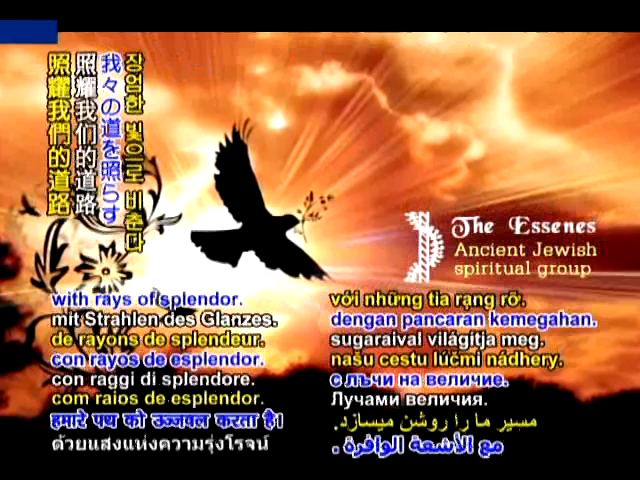 照耀我們的道路
照耀我们的道路
我々の道を照らす
장엄한 빛으로 비춘다
The Essenes
Ancient Jewish
spiritual group
with rays of splendor.
mit Strahlen des Glanzes.
de rayons de splendeur.
con rayos de esplendor.
con raggi di splendore.
com raios de esplendor.
हमारे पथ को उज्जवल करता है।
ด้วยแสงแห่งความรุ่งโรจน์
với những tia rạng rỡ.
dengan pancaran kemegahan.
sugaraival világítja meg.
našu cestu lúčmi nádhery.
с лъчи на величие.
Лучами величия.
مسیر ما را روشن میسازد.
مع الأشعة الوافرة .